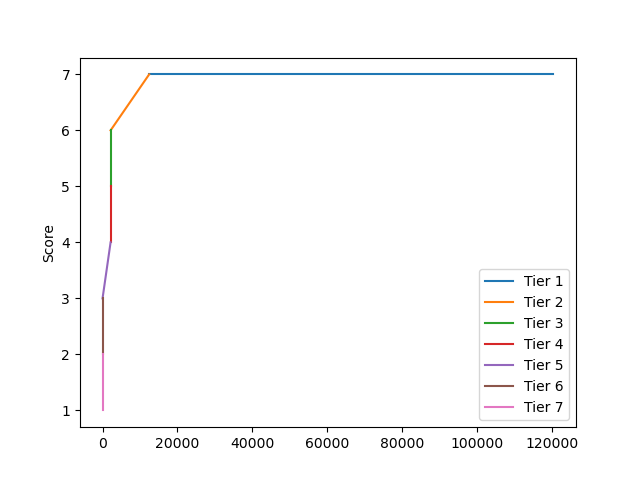 7
6
5
4
3
2
1
Score
0 20000 40000 60000 80000 100000 120000
Tier 1
Tier 2
Tier 3
Tier 4
Tier 5
Tier 6
Tier 7